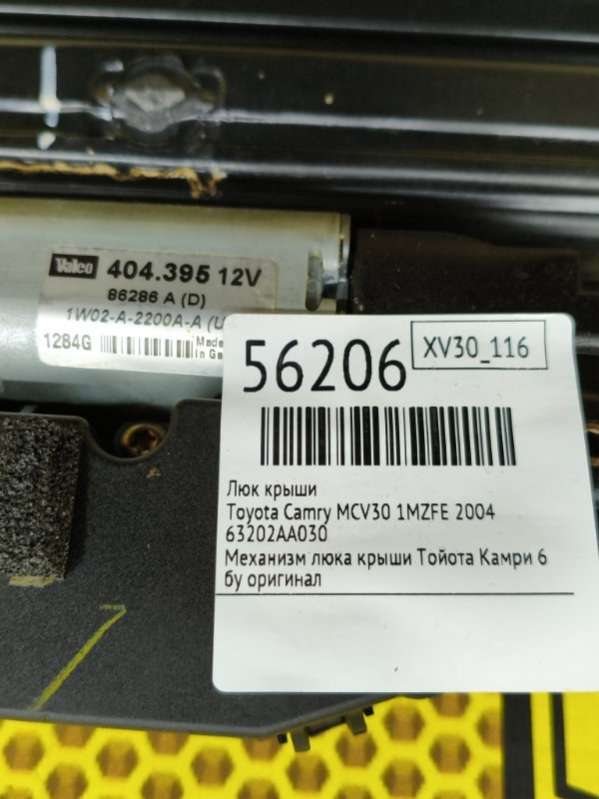 Valeo 404.395 12V
86286 A (D)
1W02-A-2200A-A
1284G Made
in
56206 XV30_116
Люк крыши
Toyota Camry MCV30 1MZFE 2004
63202AA030
Механизм люка крыши Тойота Камри 6
бу оригинал